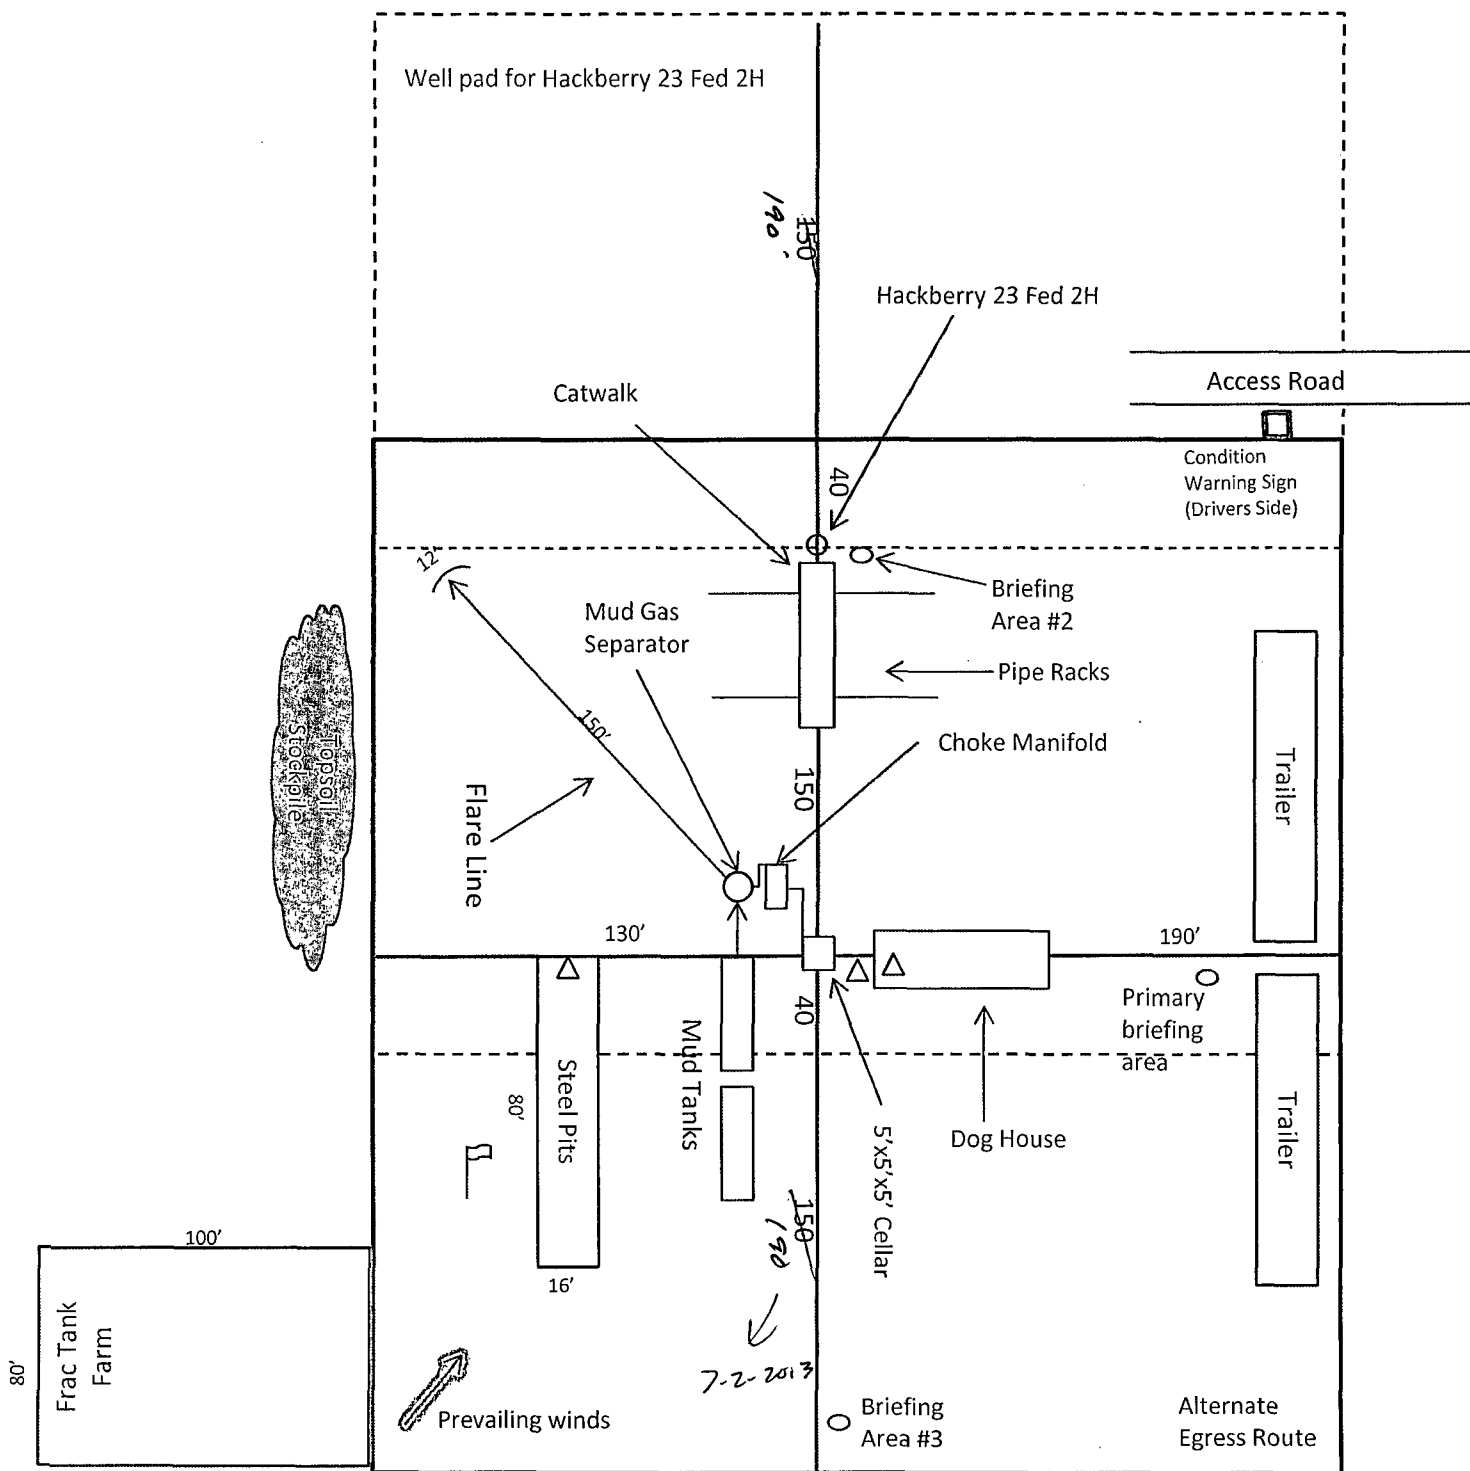 Well pad for Hackberry 23 Fed 2H
150
190'
Hackberry 23 Fed 2H
Access Road
Catwalk
Condition
Warning Sign
(Drivers Side)
40
12'
Briefing
Area #2
Mud Gas
Separator
Pipe Racks
150'
Choke Manifold
Topsoil
Stockpile
150
Trailer
Flare Line
130'
190'
40
Primary
briefing
area
Mud Tanks
Steel Pits
80'
Trailer
Dog House
5'x5'x5' Cellar
150
190
100'
16'
Frac Tank
Farm
80'
7-2-2013
Prevailing winds
Briefing
Area #3
Alternate
Egress Route